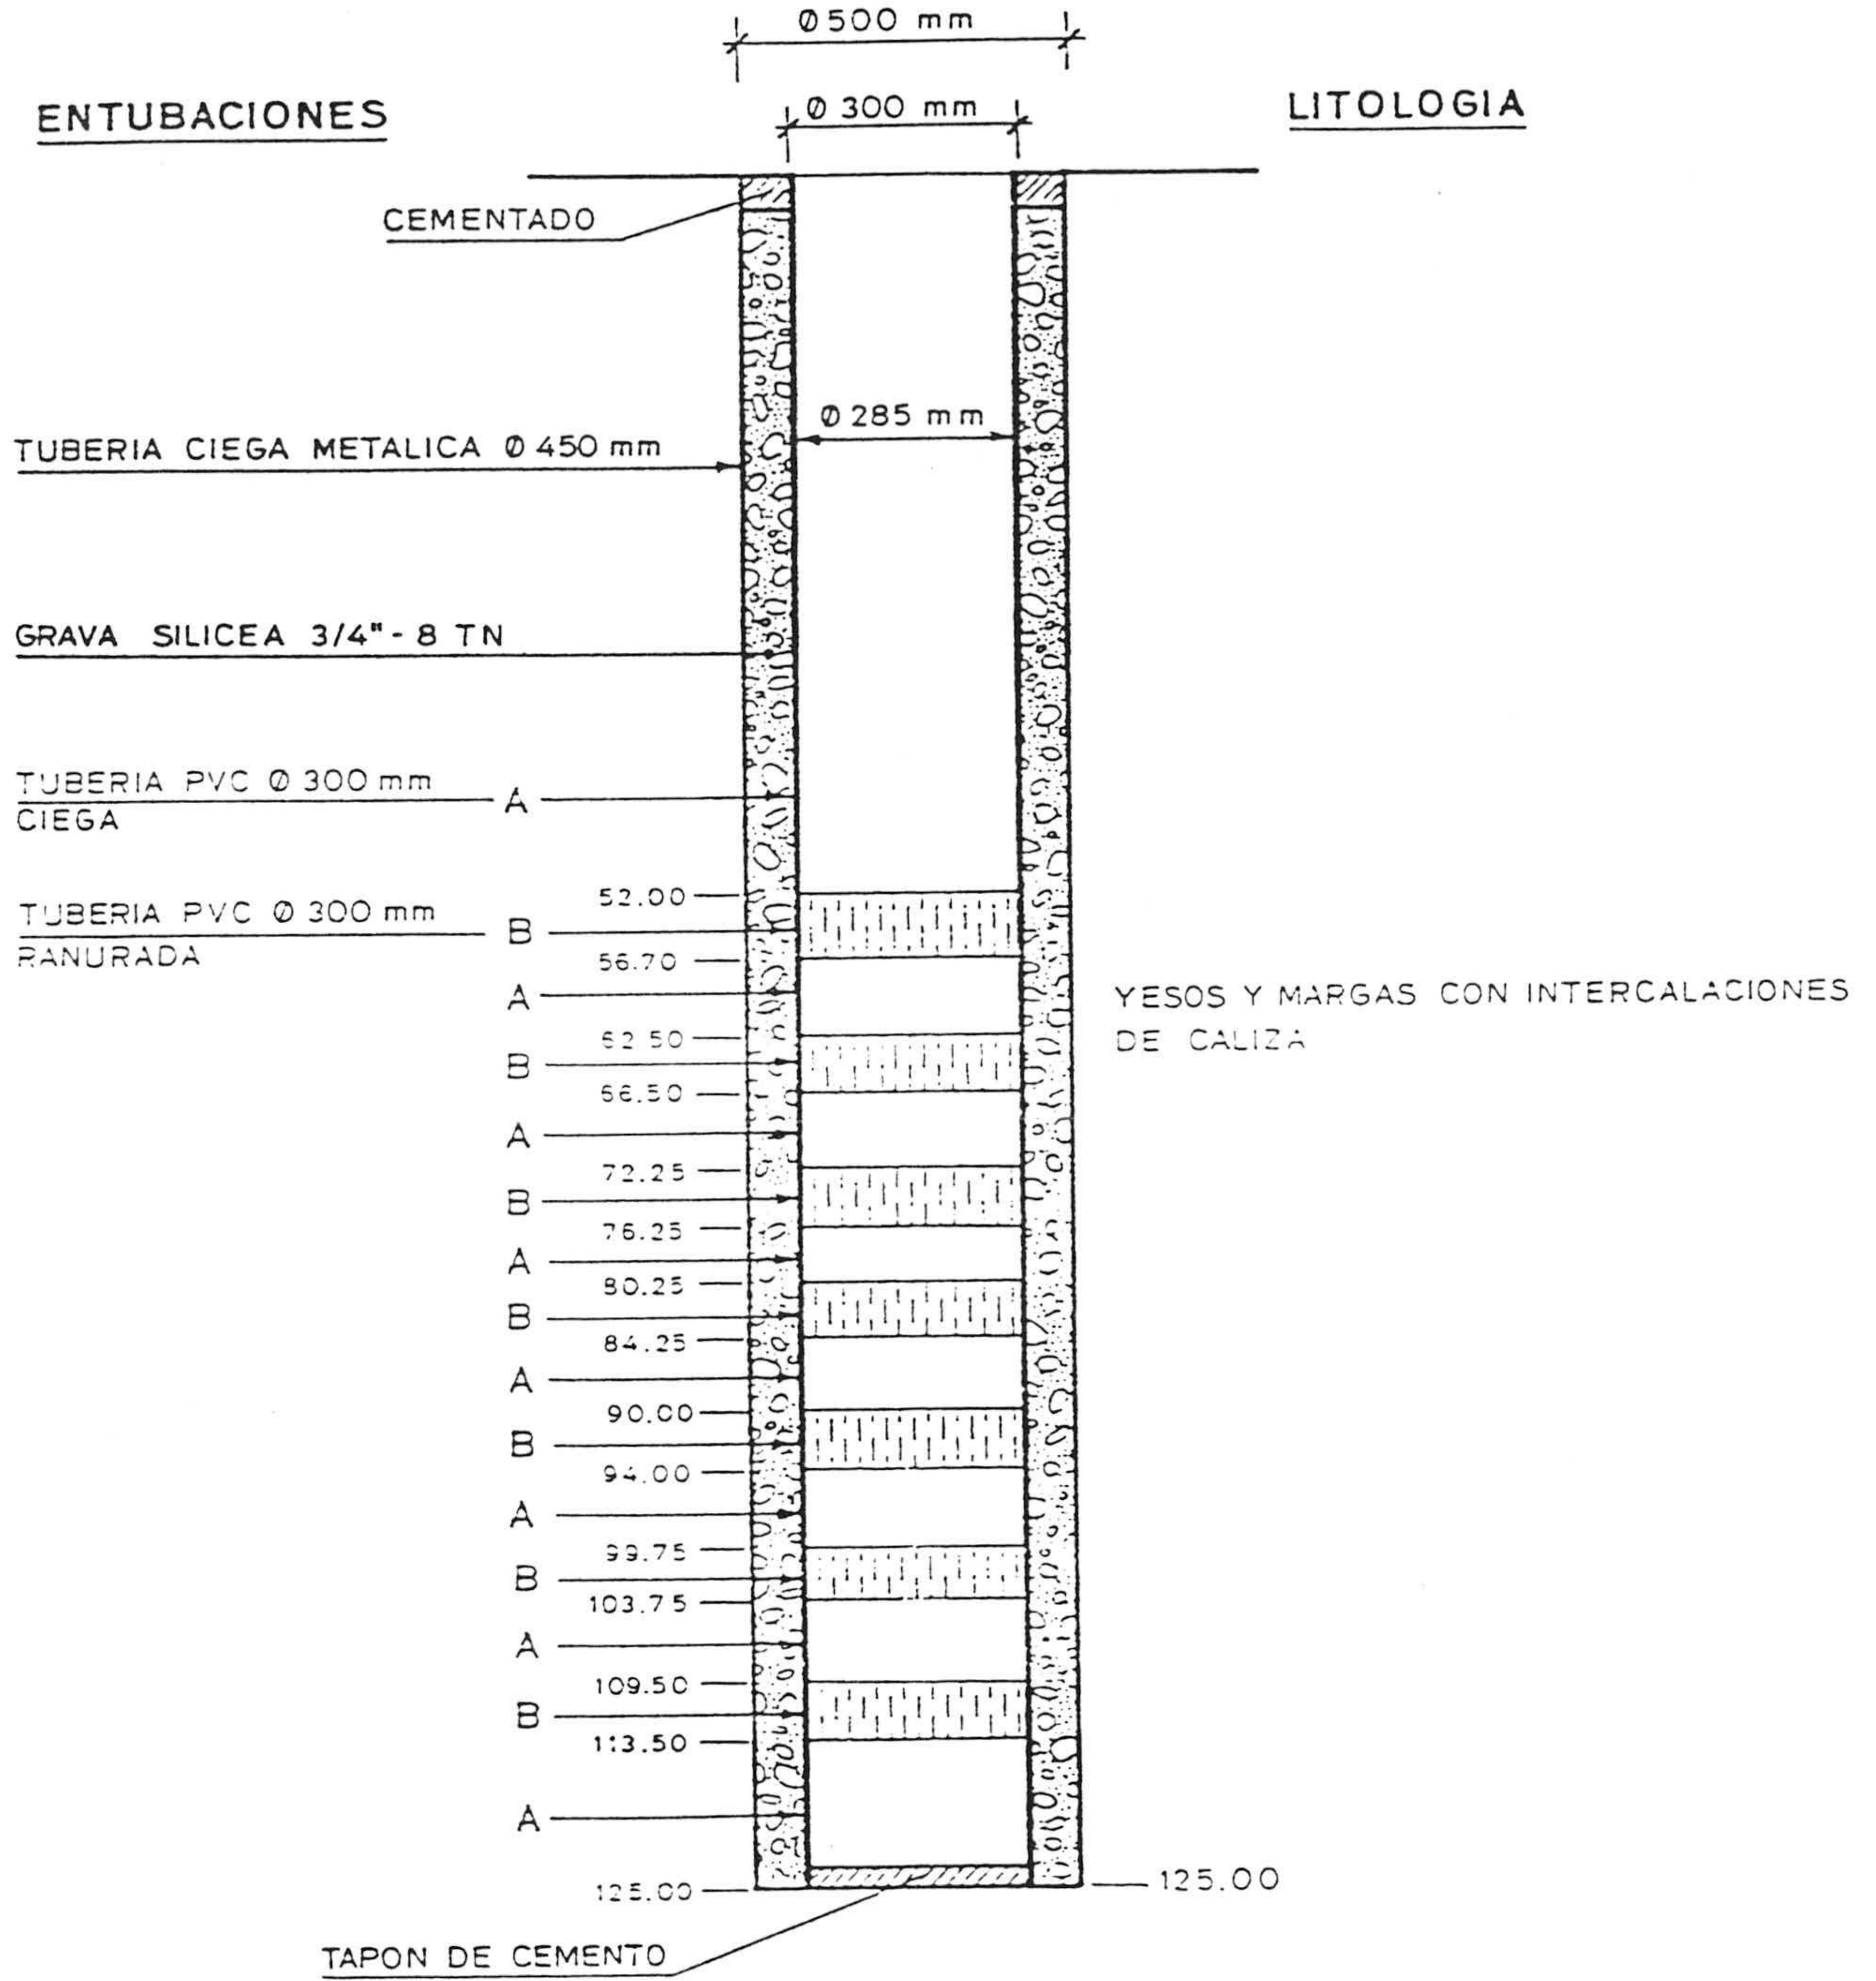 Ø 500 mm
ENTUBACIONES
Ø 300 mm
LITOLOGIA
CEMENTADO
Ø 285 mm
TUBERIA CIEGA METALICA Ø 450 mm
GRAVA SILICEA 3/4" - 8 TN
TUBERIA PVC Ø 300 mm
CIEGA
A
52.00
TUBERIA PVC Ø 300 mm
RANURADA
B
56.70
A
YESOS Y MARGAS CON INTERCALACIONES
DE CALIZA
62.50
B
66.50
A
72.25
B
76.25
A
80.25
B
84.25
A
90.00
B
94.00
A
99.75
B
103.75
A
109.50
B
113.50
A
125.00
125.00
TAPON DE CEMENTO